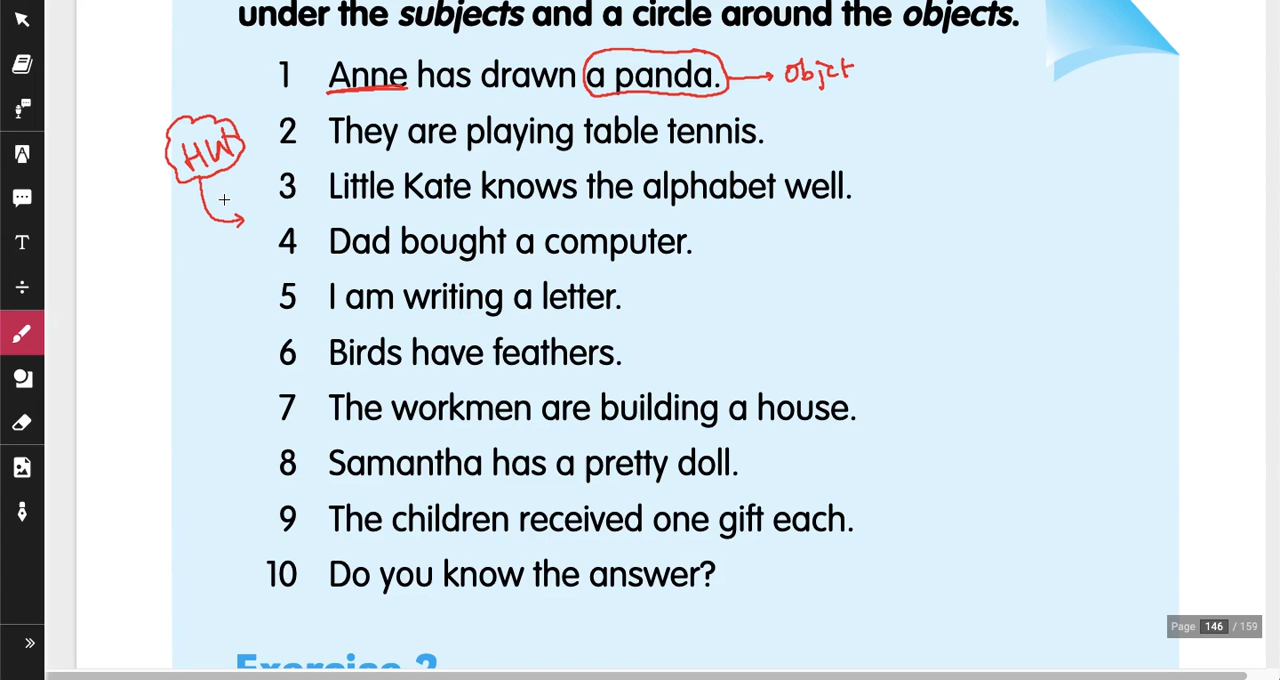 under the subjects and a circle around the objects.
1 Anne has drawn a panda. → Objct
HW
2 They are playing table tennis.
3 Little Kate knows the alphabet well.
4 Dad bought a computer.
5 I am writing a letter.
6 Birds have feathers.
7 The workmen are building a house.
8 Samantha has a pretty doll.
9 The children received one gift each.
10 Do you know the answer?
Page 146 / 159
Exercise 2